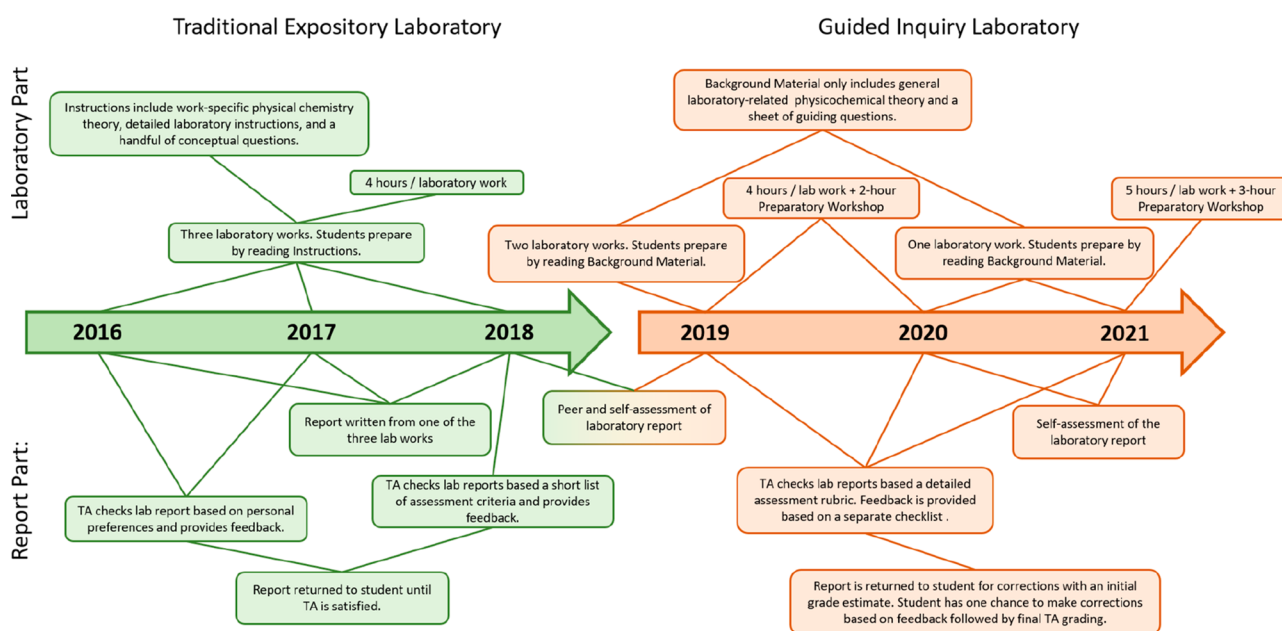 Traditional Expository Laboratory
Guided Inquiry Laboratory
Laboratory Part
Instructions include work-specific physical chemistry
theory, detailed laboratory instructions, and a
handful of conceptual questions.
4 hours / laboratory work
Three laboratory works. Students prepare
by reading Instructions.
Background Material only includes general
laboratory-related physicochemical theory and a
sheet of guiding questions.
4 hours / lab work + 2-hour
Preparatory Workshop
5 hours / lab work + 3-hour
Preparatory Workshop
Two laboratory works. Students prepare
by reading Background Material.
One laboratory work. Students prepare by
reading Background Material.
2016
2017
2018
2019
2020
2021
Report Part:
Report written from one of the
three lab works
Peer and self-assessment of
laboratory report
Self-assessment of the
laboratory report
TA checks lab report based on personal
preferences and provides feedback.
TA checks lab reports based a short list
of assessment criteria and provides
feedback.
TA checks lab reports based a detailed
assessment rubric. Feedback is provided
based on a separate checklist .
Report returned to student until
TA is satisfied.
Report is returned to student for corrections with an initial
grade estimate. Student has one chance to make corrections
based on feedback followed by final TA grading.